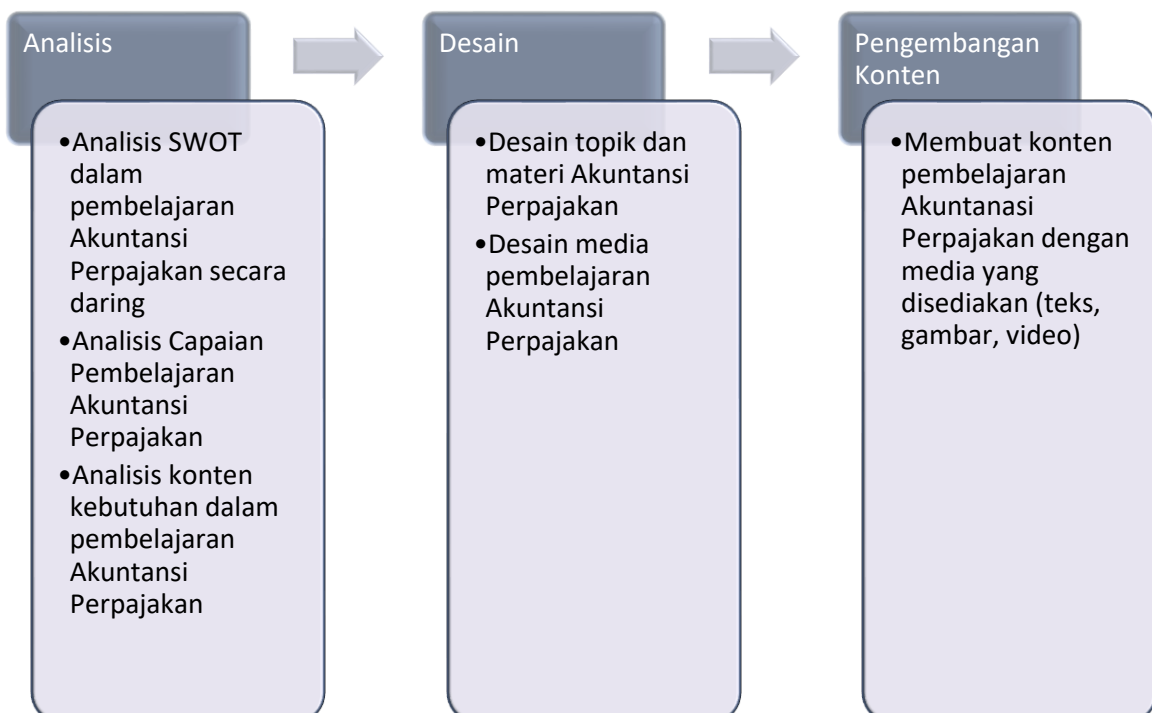 Analisis
•Analisis SWOT
dalam
pembelajaran
Akuntansi
Perpajakan secara
daring
•Analisis Capaian
Pembelajaran
Akuntansi
Perpajakan
•Analisis konten
kebutuhan dalam
pembelajaran
Akuntansi
Perpajakan
Desain
•Desain topik dan
materi Akuntansi
Perpajakan
•Desain media
pembelajaran
Akuntansi
Perpajakan
Pengembangan
Konten
•Membuat konten
pembelajaran
Akuntanasi
Perpajakan dengan
media yang
disediakan (teks,
gambar, video)